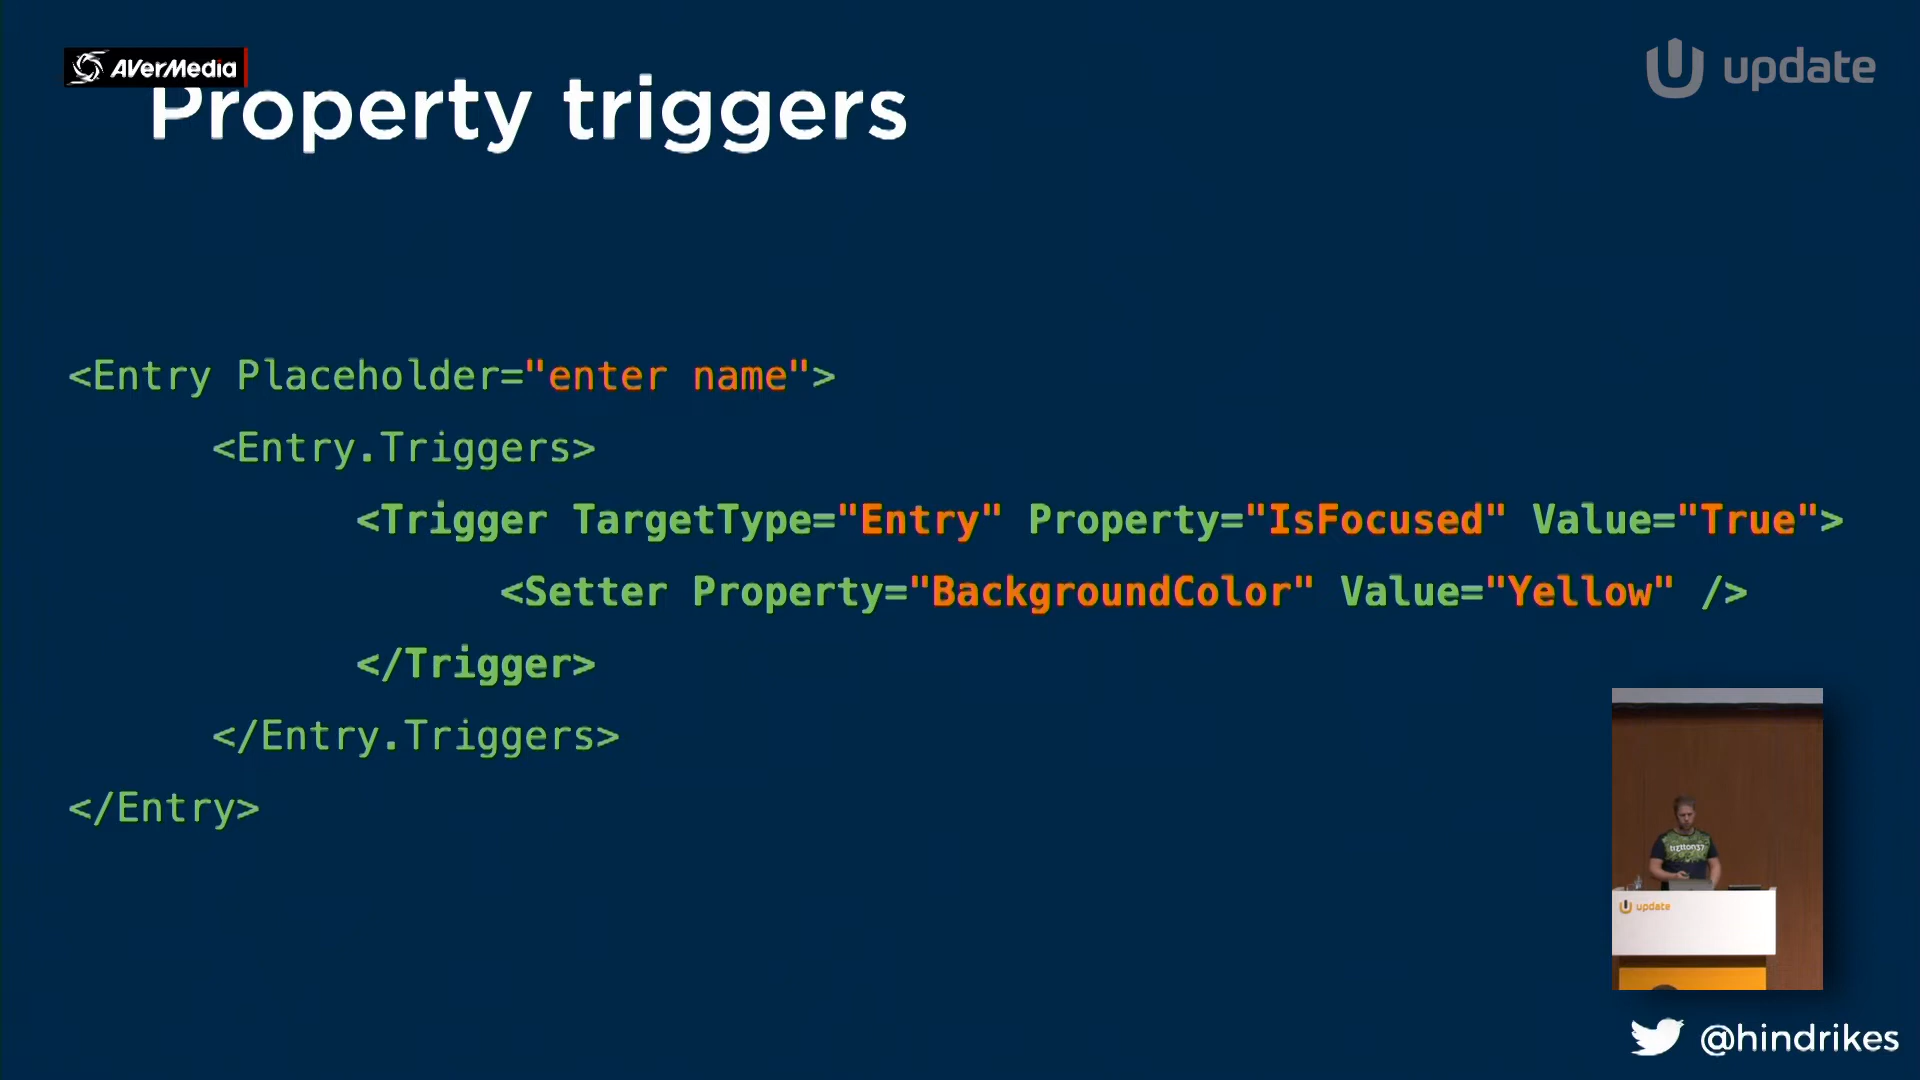 AVerMedia
update
Property triggers
<Entry Placeholder="enter name">
<Entry.Triggers>
<Trigger TargetType="Entry" Property="IsFocused" Value="True">
<Setter Property="BackgroundColor" Value="Yellow" />
</Trigger>
</Entry.Triggers>
</Entry>
update
@hindrikes